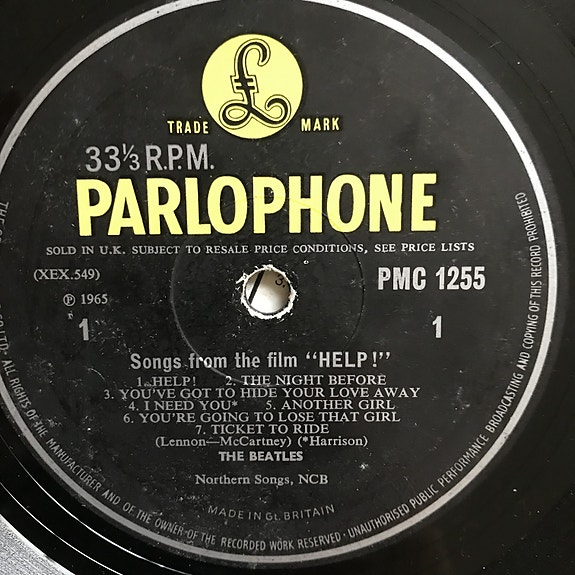 £
TRADE MARK
33⅓ R.P.M.
PARLOPHONE
SOLD IN U.K. SUBJECT TO RESALE PRICE CONDITIONS, SEE PRICE LISTS
(XEX.549)
PMC 1255
℗ 1965
1
1
Songs from the film "HELP!"
1. HELP! 2. THE NIGHT BEFORE
3. YOU'VE GOT TO HIDE YOUR LOVE AWAY
4. I NEED YOU* 5. ANOTHER GIRL
6. YOU'RE GOING TO LOSE THAT GIRL
7. TICKET TO RIDE
(Lennon—McCartney) (*Harrison)
THE BEATLES
Northern Songs, NCB
MADE IN Gt. BRITAIN
LTD. ALL RIGHTS OF THE MANUFACTURER AND OF THE OWNER OF THE RECORDED WORK RESERVED · UNAUTHORISED PUBLIC PERFORMANCE BROADCASTING AND COPYING OF THIS RECORD PROHIBITED